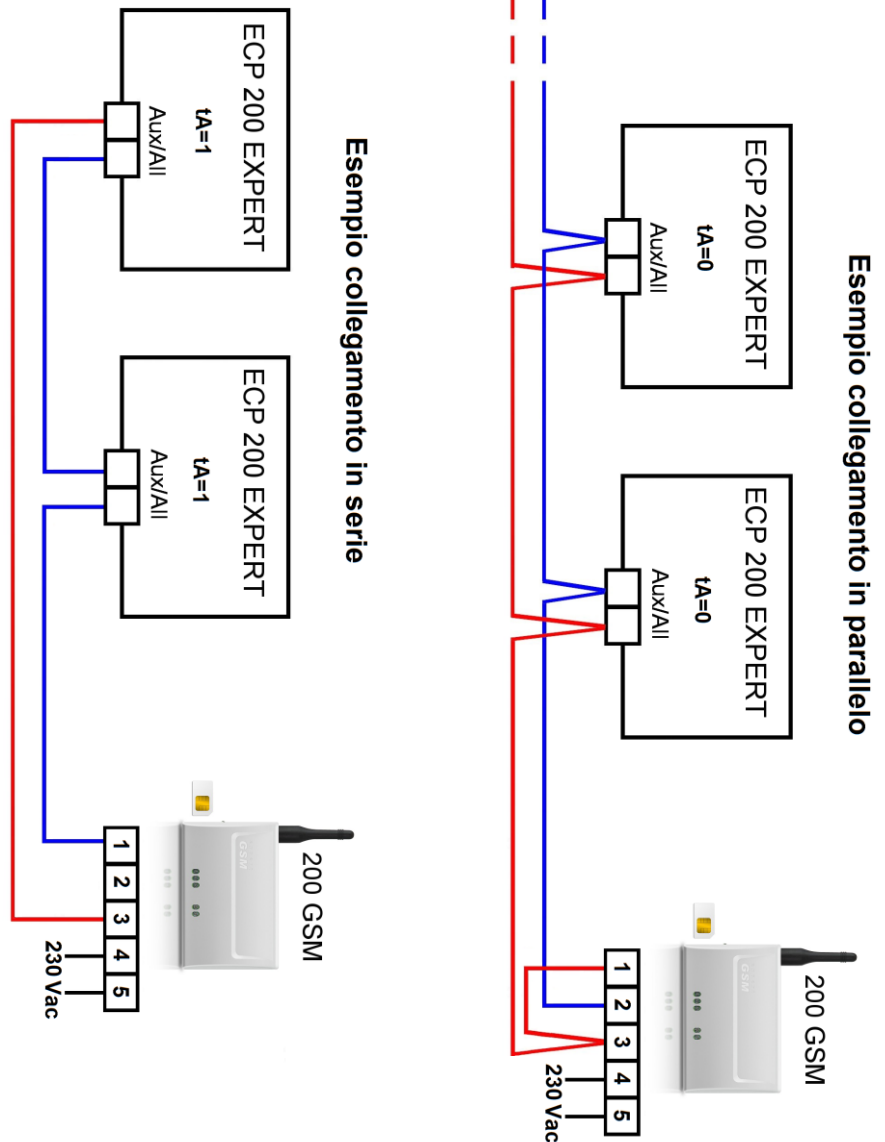 Esempio collegamento in parallelo
ECP 200 EXPERT
tA=0
Aux/All
ECP 200 EXPERT
tA=0
Aux/All
200 GSM
GSM
1 2 3 4 5
230 Vac
Esempio collegamento in serie
ECP 200 EXPERT
tA=1
Aux/All
ECP 200 EXPERT
tA=1
Aux/All
200 GSM
GSM
1 2 3 4 5
230 Vac